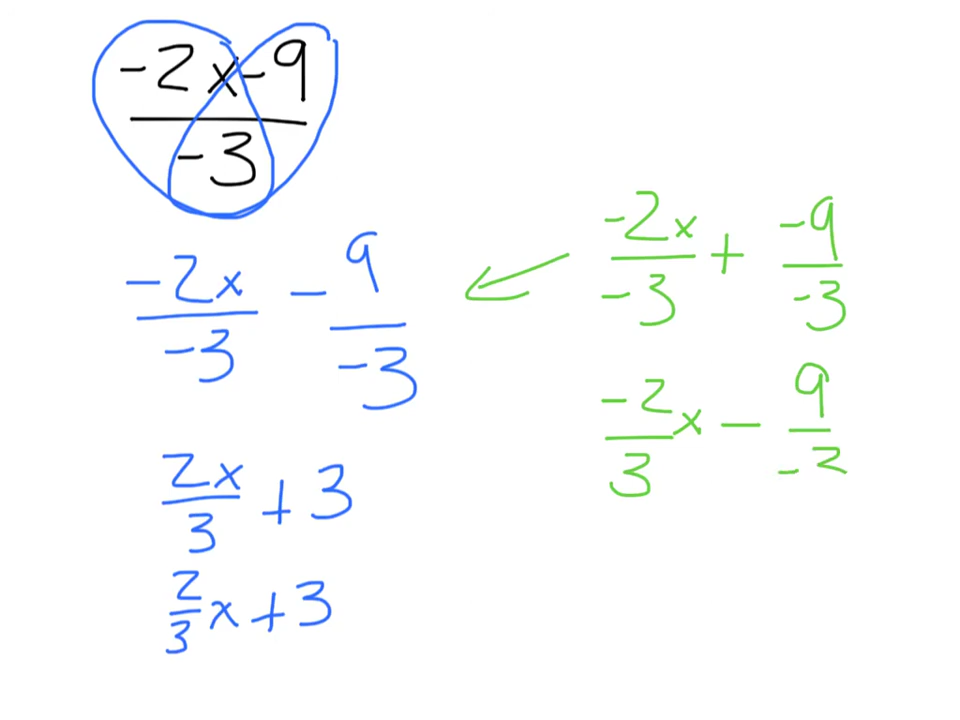 -2x-9
-3
-2x/-3 - 9/-3
2x/3 + 3
2/3 x + 3
-2x/-3 + -9/-3
-2/3 x - 9/-2